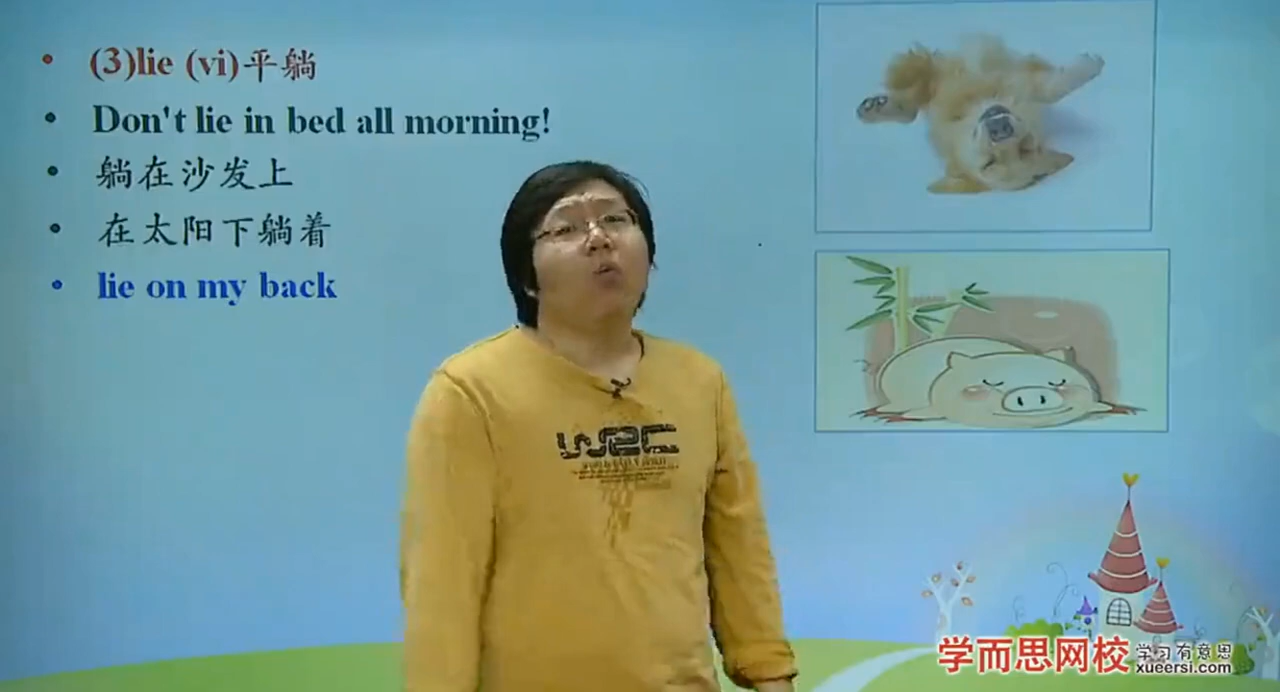 (3)lie (vi)平躺
Don't lie in bed all morning!
躺在沙发上
在太阳下躺着
lie on my back
学而思网校
学习有意思
xueersi.com